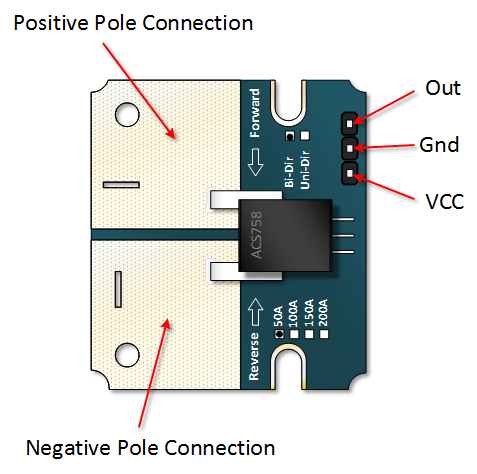 Positive Pole Connection
Out
Gnd
VCC
Forward
Bi-Dir
Uni-Dir
ACS758
Reverse
50A
100A
150A
200A
Negative Pole Connection